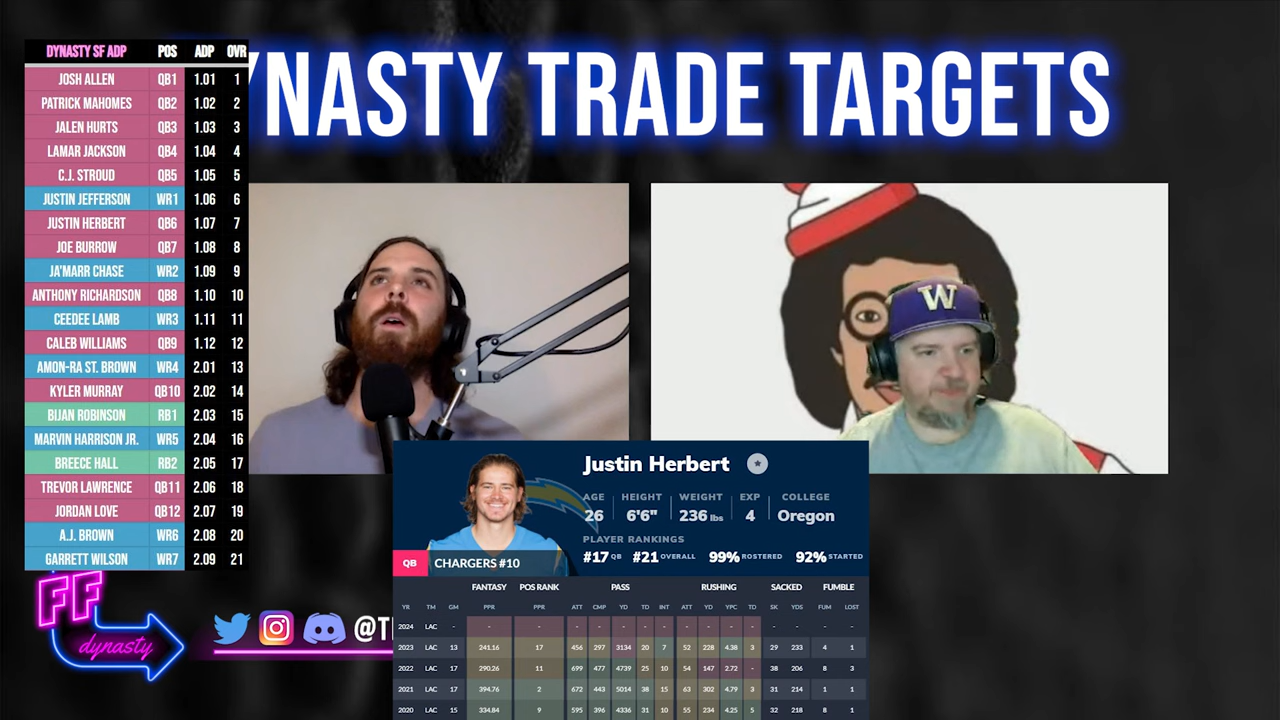 YNASTY TRADE TARGETS
DYNASTY SF ADP POS ADP OVR
JOSH ALLEN QB1 1.01 1
PATRICK MAHOMES QB2 1.02 2
JALEN HURTS QB3 1.03 3
LAMAR JACKSON QB4 1.04 4
C.J. STROUD QB5 1.05 5
JUSTIN JEFFERSON WR1 1.06 6
JUSTIN HERBERT QB6 1.07 7
JOE BURROW QB7 1.08 8
JA'MARR CHASE WR2 1.09 9
ANTHONY RICHARDSON QB8 1.10 10
CEEDEE LAMB WR3 1.11 11
CALEB WILLIAMS QB9 1.12 12
AMON-RA ST. BROWN WR4 2.01 13
KYLER MURRAY QB10 2.02 14
BIJAN ROBINSON RB1 2.03 15
MARVIN HARRISON JR. WR5 2.04 16
BREECE HALL RB2 2.05 17
TREVOR LAWRENCE QB11 2.06 18
JORDAN LOVE QB12 2.07 19
A.J. BROWN WR6 2.08 20
GARRETT WILSON WR7 2.09 21
W
Justin Herbert
AGE HEIGHT WEIGHT EXP COLLEGE
26 6'6" 236 lbs 4 Oregon
PLAYER RANKINGS
#17 QB #21 OVERALL 99% ROSTERED 92% STARTED
QB CHARGERS #10
FANTASY POS RANK PASS RUSHING SACKED FUMBLE
YR TM GM PPR PPR ATT CMP YD TD INT ATT YD YPC TD SK YDS FUM LOST
2024 LAC - - - - - - - - - - - - - - - -
2023 LAC 13 241.16 17 456 297 3134 20 7 52 228 4.38 3 29 233 4 3
2022 LAC 17 290.26 11 699 477 4739 25 10 54 147 2.72 - 38 206 8 3
2021 LAC 17 394.76 2 672 443 5014 38 15 63 302 4.79 3 31 214 1 1
2020 LAC 15 334.84 9 595 396 4336 31 10 55 234 4.25 5 32 218 8 1
FF
dynasty
@T